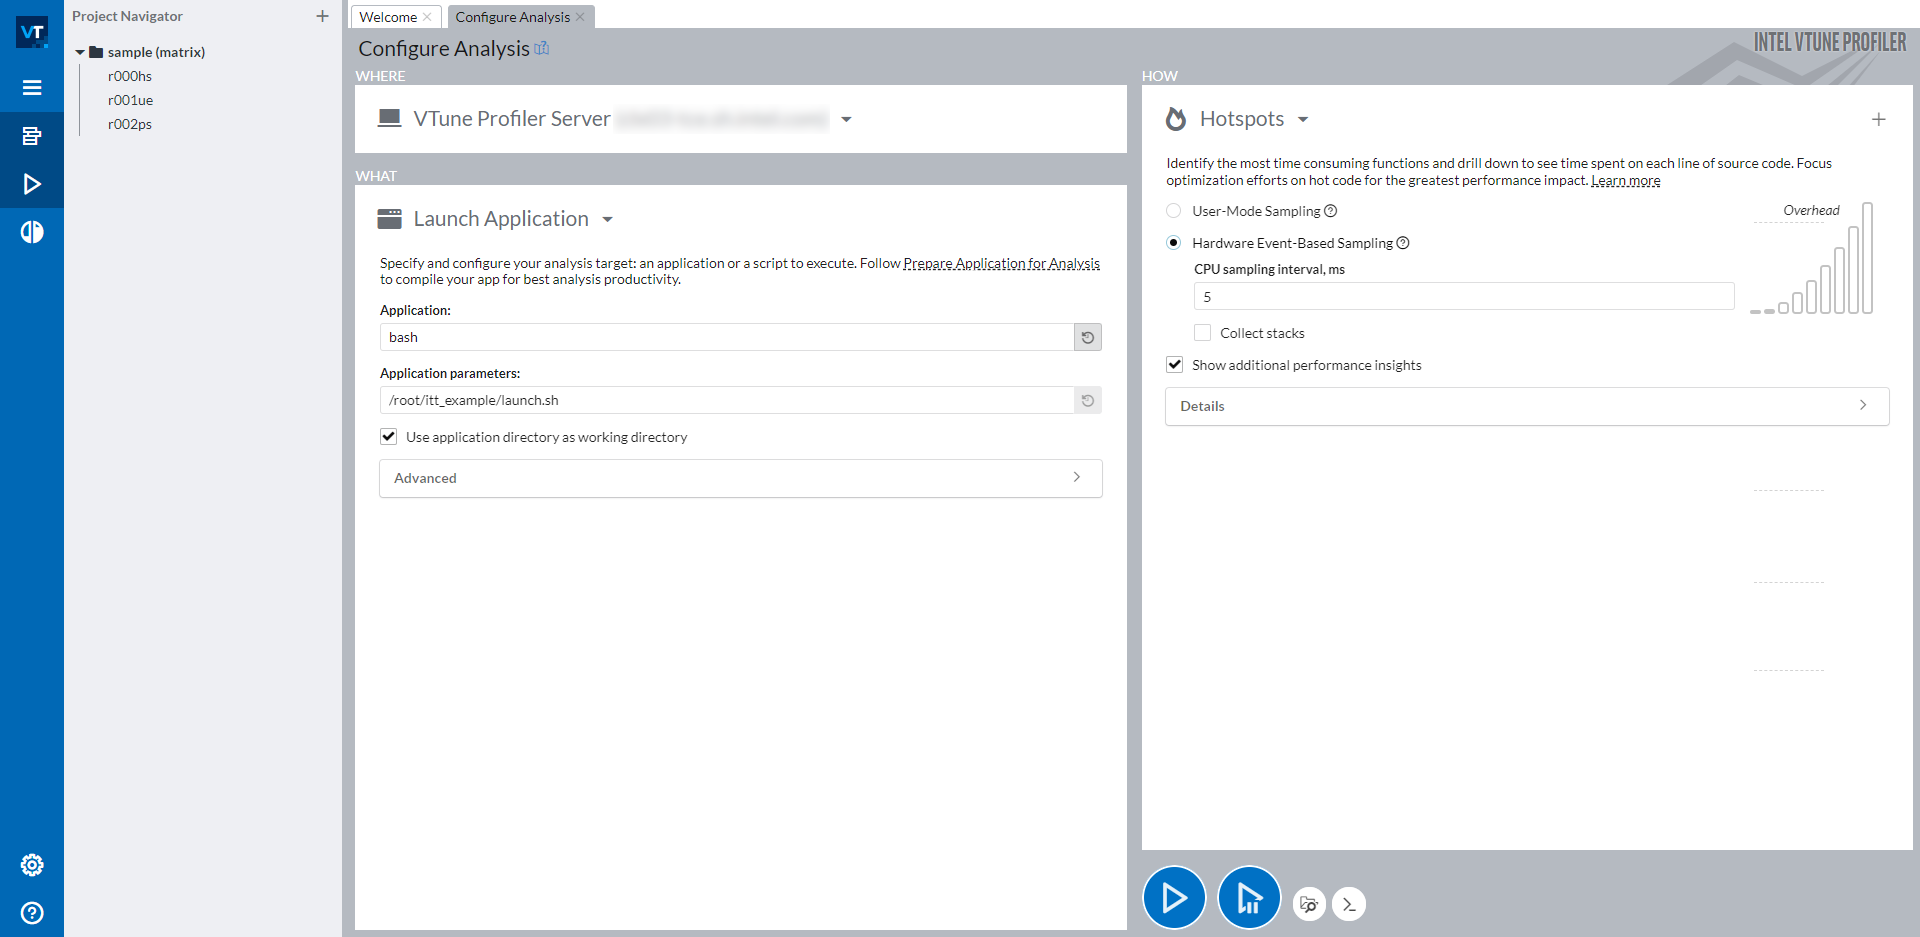 VT
Project Navigator
sample (matrix)
r000hs
r001ue
r002ps
Welcome
Configure Analysis
Configure Analysis
INTEL VTUNE PROFILER
WHERE
VTune Profiler Server
WHAT
Launch Application
Specify and configure your analysis target: an application or a script to execute. Follow Prepare Application for Analysis
to compile your app for best analysis productivity.
Application:
bash
Application parameters:
/root/itt_example/launch.sh
Use application directory as working directory
Advanced
HOW
Hotspots
Identify the most time consuming functions and drill down to see time spent on each line of source code. Focus
optimization efforts on hot code for the greatest performance impact. Learn more
User-Mode Sampling
Overhead
Hardware Event-Based Sampling
CPU sampling interval, ms
5
Collect stacks
Show additional performance insights
Details